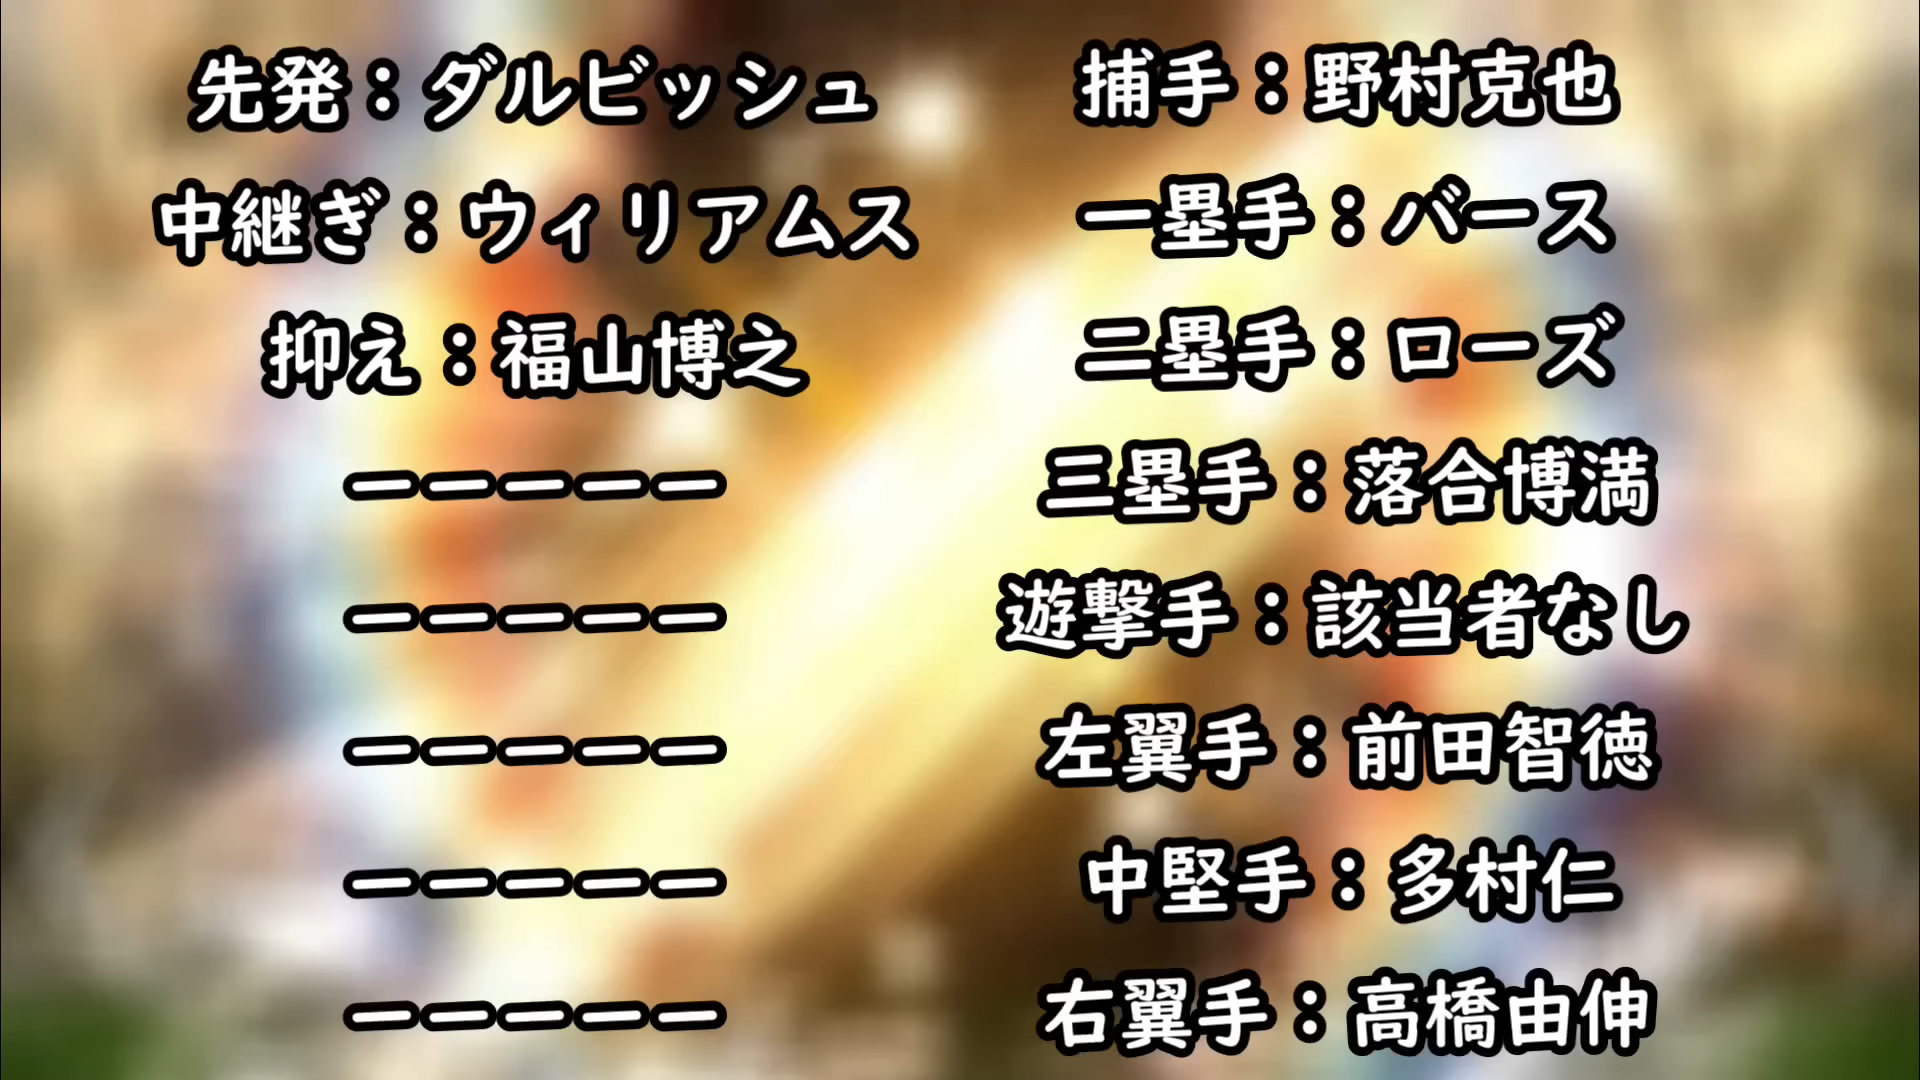 先発：ダルビッシュ
中継ぎ：ウィリアムス
抑え：福山博之
ーーーーー
ーーーーー
ーーーーー
ーーーーー
ーーーーー
捕手：野村克也
一塁手：バース
二塁手：ローズ
三塁手：落合博満
遊撃手：該当者なし
左翼手：前田智徳
中堅手：多村仁
右翼手：高橋由伸